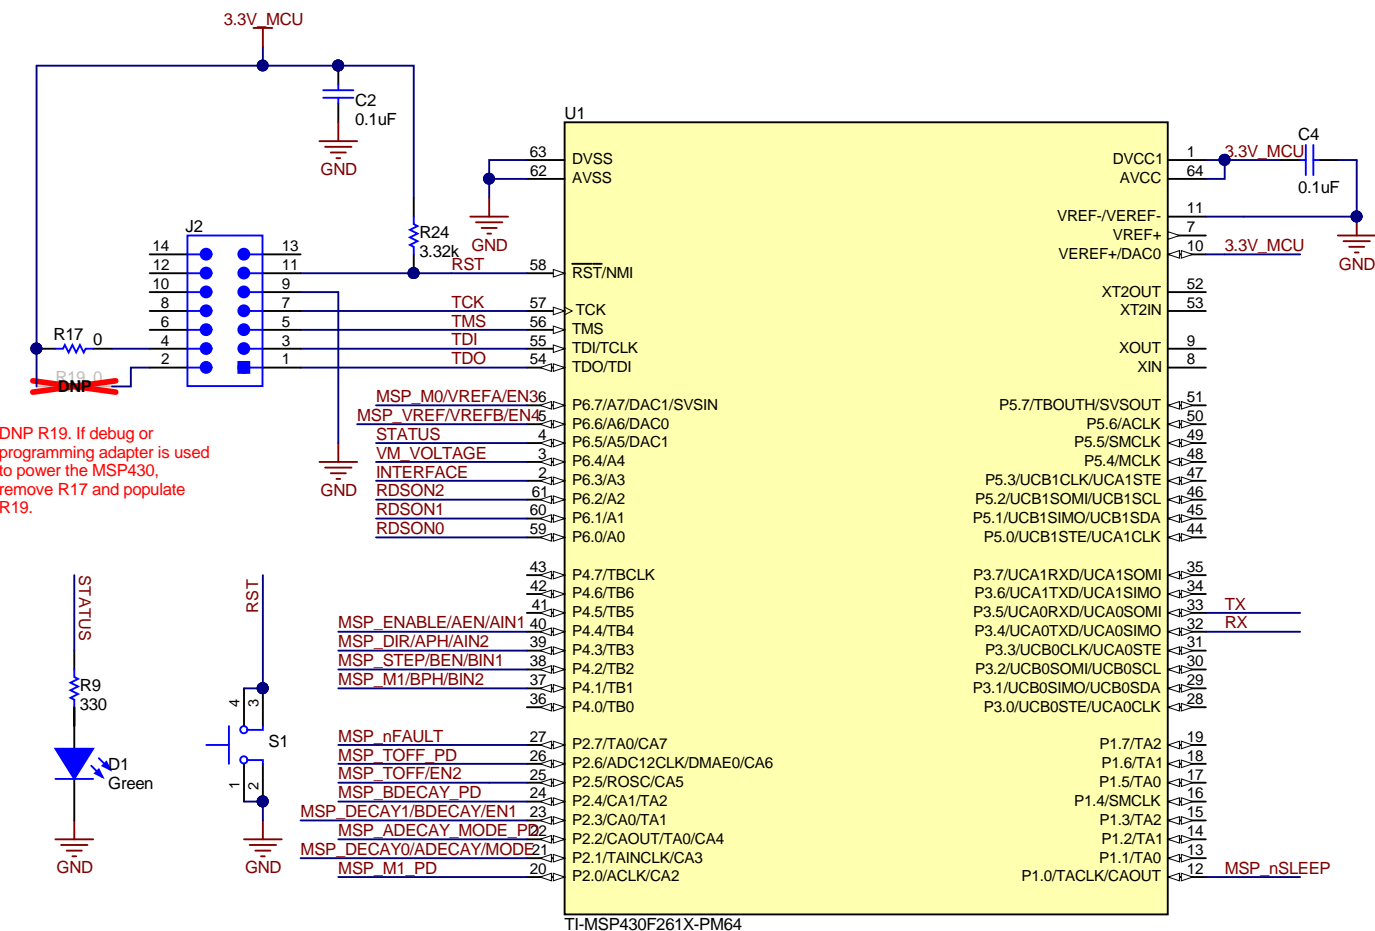 3.3V_MCU
C2
0.1uF
GND
J2
14 13
12 11
10 9
8 7
6 5
4 3
2 1
R24
3.32k
RST
TCK
TMS
TDI
TDO
R17 0
R19 0
DNP
GND
DNP R19. If debug or
programming adapter is used
to power the MSP430,
remove R17 and populate
R19.
STATUS
R9
330
D1
Green
GND
RST
4 3
S1
1 2
GND
GND
U1
63 DVSS
62 AVSS
58 RST/NMI
57 TCK
56 TMS
55 TDI/TCLK
54 TDO/TDI
MSP_M0/VREFA/EN3 6 P6.7/A7/DAC1/SVSIN
MSP_VREF/VREFB/EN4 5 P6.6/A6/DAC0
STATUS 4 P6.5/A5/DAC1
VM_VOLTAGE 3 P6.4/A4
INTERFACE 2 P6.3/A3
RDSON2 61 P6.2/A2
RDSON1 60 P6.1/A1
RDSON0 59 P6.0/A0
43 P4.7/TBCLK
42 P4.6/TB6
41 P4.5/TB5
MSP_ENABLE/AEN/AIN1 40 P4.4/TB4
MSP_DIR/APH/AIN2 39 P4.3/TB3
MSP_STEP/BEN/BIN1 38 P4.2/TB2
MSP_M1/BPH/BIN2 37 P4.1/TB1
36 P4.0/TB0
MSP_nFAULT 27 P2.7/TA0/CA7
MSP_TOFF_PD 26 P2.6/ADC12CLK/DMAE0/CA6
MSP_TOFF/EN2 25 P2.5/ROSC/CA5
MSP_BDECAY_PD 24 P2.4/CA1/TA2
MSP_DECAY1/BDECAY/EN1 23 P2.3/CA0/TA1
MSP_ADECAY_MODE_PD 22 P2.2/CAOUT/TA0/CA4
MSP_DECAY0/ADECAY/MODE 21 P2.1/TAINCLK/CA3
MSP_M1_PD 20 P2.0/ACLK/CA2
DVCC1 1 3.3V_MCU
AVCC 64
C4
0.1uF
GND
VREF-/VEREF- 11
VREF+ 7
VEREF+/DAC0 10 3.3V_MCU
XT2OUT 52
XT2IN 53
XOUT 9
XIN 8
P5.7/TBOUTH/SVSOUT 51
P5.6/ACLK 50
P5.5/SMCLK 49
P5.4/MCLK 48
P5.3/UCB1CLK/UCA1STE 47
P5.2/UCB1SOMI/UCB1SCL 46
P5.1/UCB1SIMO/UCB1SDA 45
P5.0/UCB1STE/UCA1CLK 44
P3.7/UCA1RXD/UCA1SOMI 35
P3.6/UCA1TXD/UCA1SIMO 34
P3.5/UCA0RXD/UCA0SOMI 33 TX
P3.4/UCA0TXD/UCA0SIMO 32 RX
P3.3/UCB0CLK/UCA0STE 31
P3.2/UCB0SOMI/UCB0SCL 30
P3.1/UCB0SIMO/UCB0SDA 29
P3.0/UCB0STE/UCA0CLK 28
P1.7/TA2 19
P1.6/TA1 18
P1.5/TA0 17
P1.4/SMCLK 16
P1.3/TA2 15
P1.2/TA1 14
P1.1/TA0 13
P1.0/TACLK/CAOUT 12 MSP_nSLEEP
TI-MSP430F261X-PM64